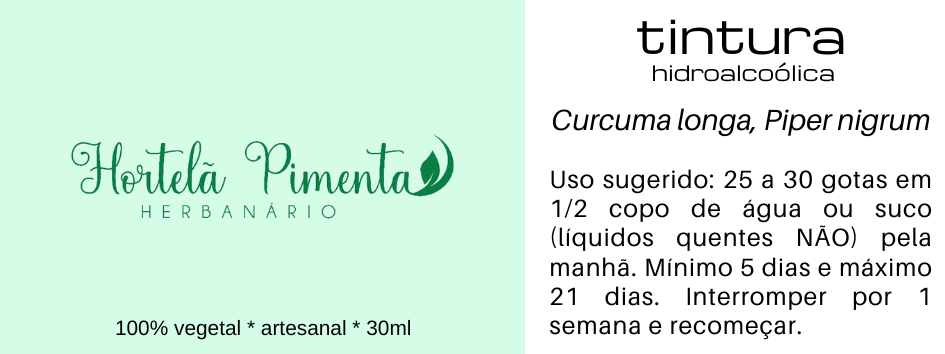 Hortelã Pimenta
HERBANÁRIO
100% vegetal * artesanal * 30ml
tintura
hidroalcoólica
Curcuma longa, Piper nigrum
Uso sugerido: 25 a 30 gotas em
1/2 copo de água ou suco
(líquidos quentes NÃO) pela
manhã. Mínimo 5 dias e máximo
21 dias. Interromper por 1
semana e recomeçar.